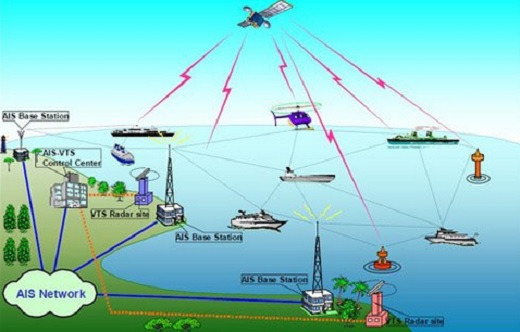 AIS Base Station
AIS-VTS
Control Center
VTS Radar site
AIS Base Station
AIS Base Station
AIS Network
VTS Radar site